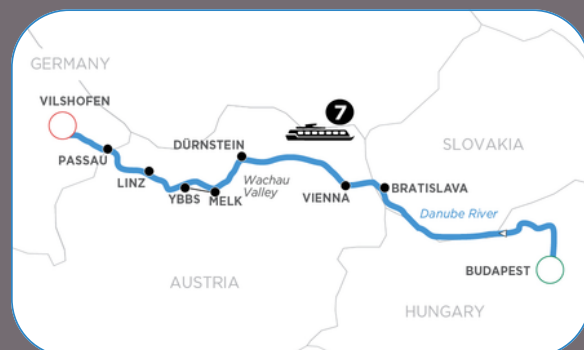 GERMANY
VILSHOFEN
7
PASSAU
DÜRNSTEIN
SLOVAKIA
LINZ
Wachau
Valley
YBBS
MELK
VIENNA
BRATISLAVA
Danube River
AUSTRIA
BUDAPEST
HUNGARY